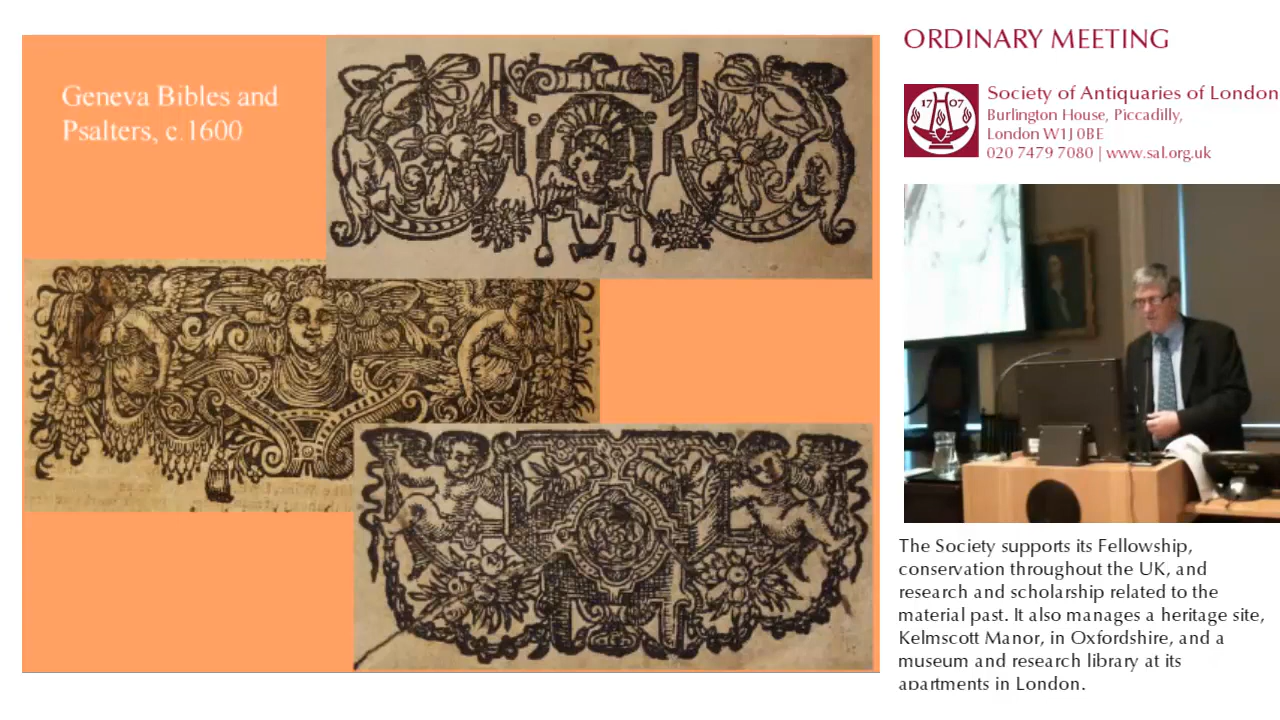 Geneva Bibles and
Psalters, c.1600
ORDINARY MEETING
17 07
Society of Antiquaries of London
Burlington House, Piccadilly,
London W1J 0BE
020 7479 7080 | www.sal.org.uk
The Society supports its Fellowship,
conservation throughout the UK, and
research and scholarship related to the
material past. It also manages a heritage site,
Kelmscott Manor, in Oxfordshire, and a
museum and research library at its
apartments in London.